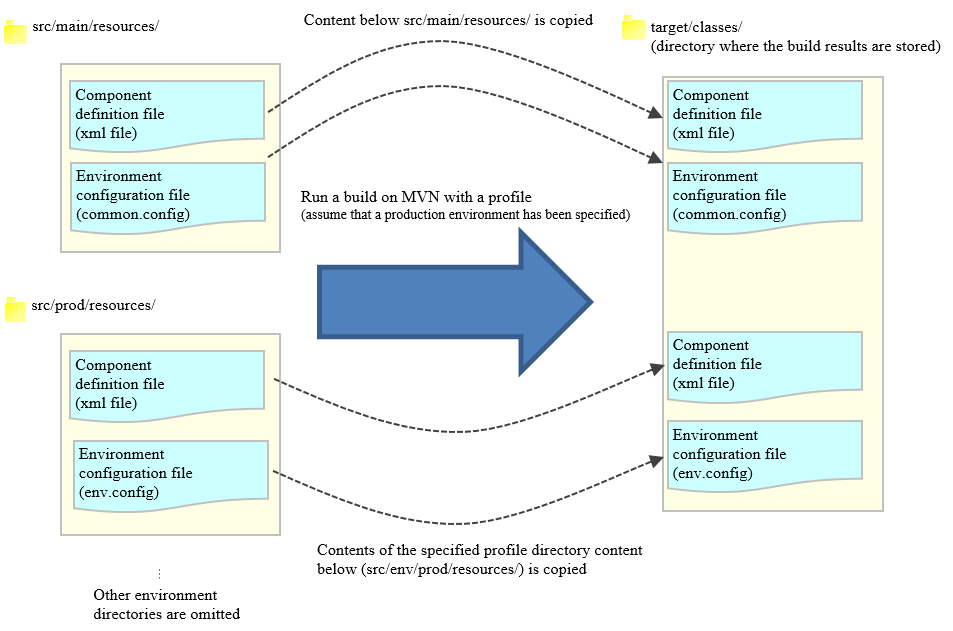 src/main/resources/
Content below src/main/resources/ is copied
target/classes/
(directory where the build results are stored)
Component
definition file
(xml file)
Environment
configuration file
(common.config)
Component
definition file
(xml file)
Environment
configuration file
(common.config)
Run a build on MVN with a profile
(assume that a production environment has been specified)
src/prod/resources/
Component
definition file
(xml file)
Environment
configuration file
(env.config)
Component
definition file
(xml file)
Environment
configuration file
(env.config)
Contents of the specified profile directory content
below (src/env/prod/resources/) is copied
Other environment
directories are omitted